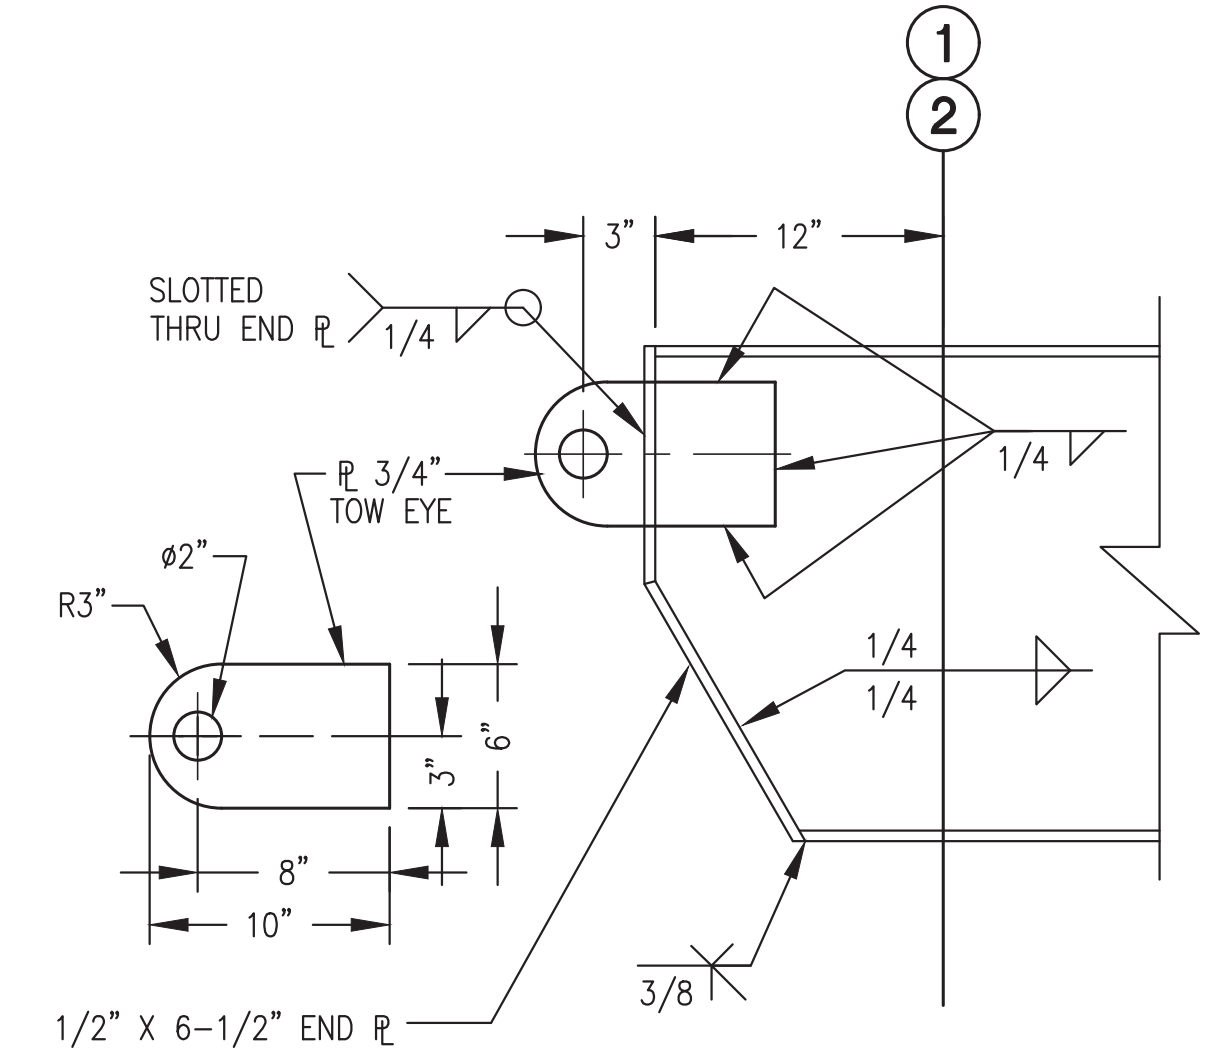 1
2
3” 12”
SLOTTED
THRU END ℄
1/4
1/4
℄ 3/4”
TOW EYE
ø2”
R3”
1/4
1/4
6”
3”
8”
10”
3/8
1/2” X 6-1/2” END ℄